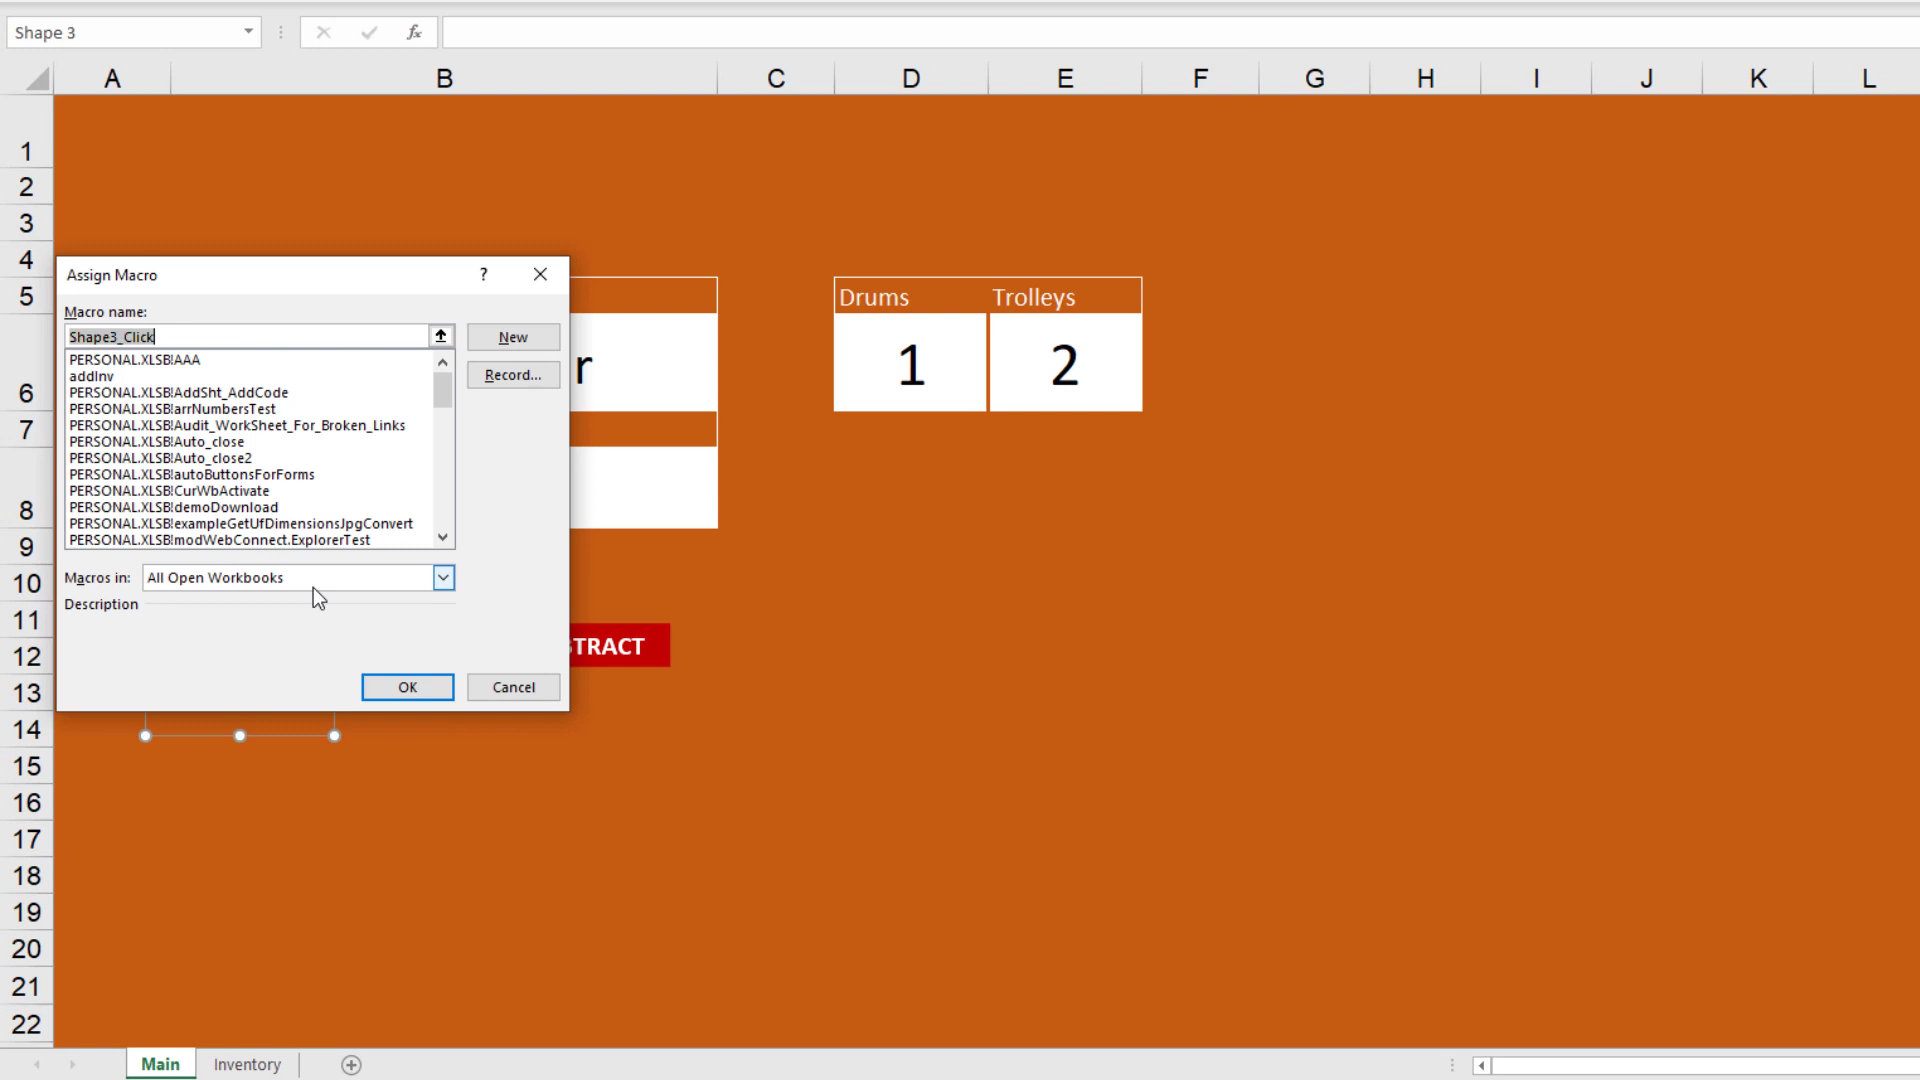 Shape 3
fx
A B C D E F G H I J K L
1
2
3
4
5
6
7
8
9
10
11
12
13
14
15
16
17
18
19
20
21
22
Assign Macro ?
Macro name:
Shape3_Click
New
Record...
PERSONAL.XLSB!AAA
addInv
PERSONAL.XLSB!AddSht_AddCode
PERSONAL.XLSB!arrNumbersTest
PERSONAL.XLSB!Audit_WorkSheet_For_Broken_Links
PERSONAL.XLSB!Auto_close
PERSONAL.XLSB!Auto_close2
PERSONAL.XLSB!autoButtonsForForms
PERSONAL.XLSB!CurWbActivate
PERSONAL.XLSB!demoDownload
PERSONAL.XLSB!exampleGetUfDimensionsJpgConvert
PERSONAL.XLSB!modWebConnect.ExplorerTest
Macros in: All Open Workbooks
Description
OK Cancel
r
Drums Trolleys
1 2
TRACT
Main Inventory